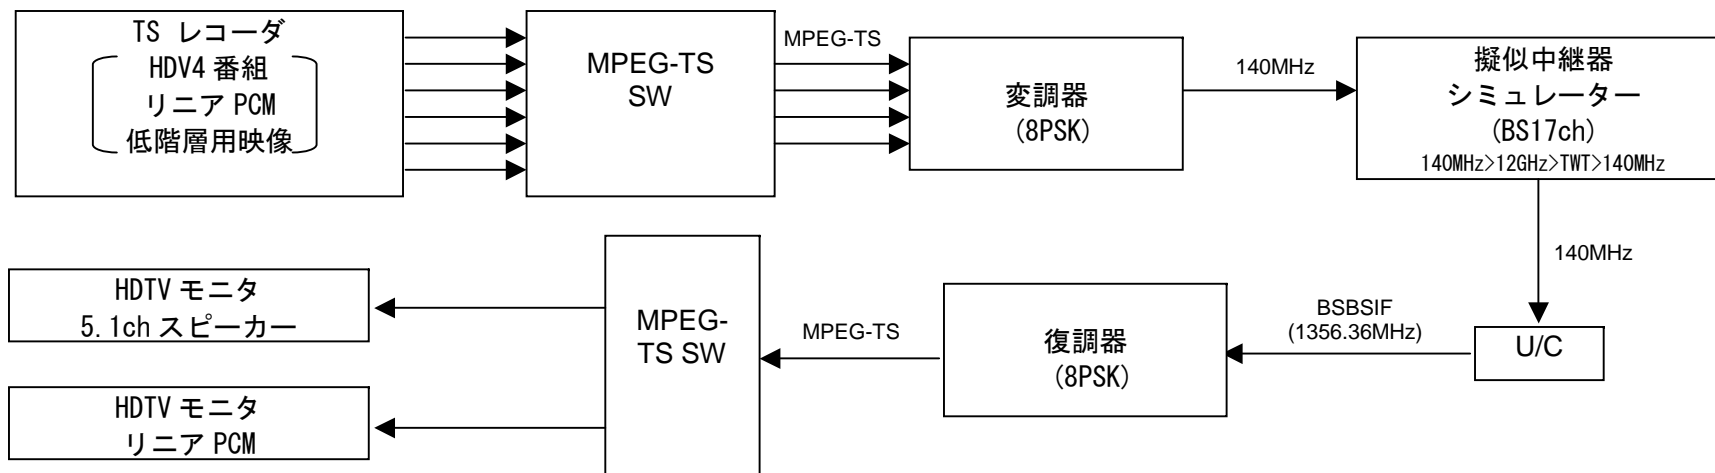 TS レコーダ
HDV4 番組
リニア PCM
低階層用映像
MPEG-TS
SW
MPEG-TS
変調器
(8PSK)
140MHz
擬似中継器
シミュレーター
(BS17ch)
140MHz>12GHz>TWT>140MHz
140MHz
U/C
BSBSIF
(1356.36MHz)
復調器
(8PSK)
MPEG-TS
MPEG-
TS SW
HDTV モニタ
5.1ch スピーカー
HDTV モニタ
リニア PCM